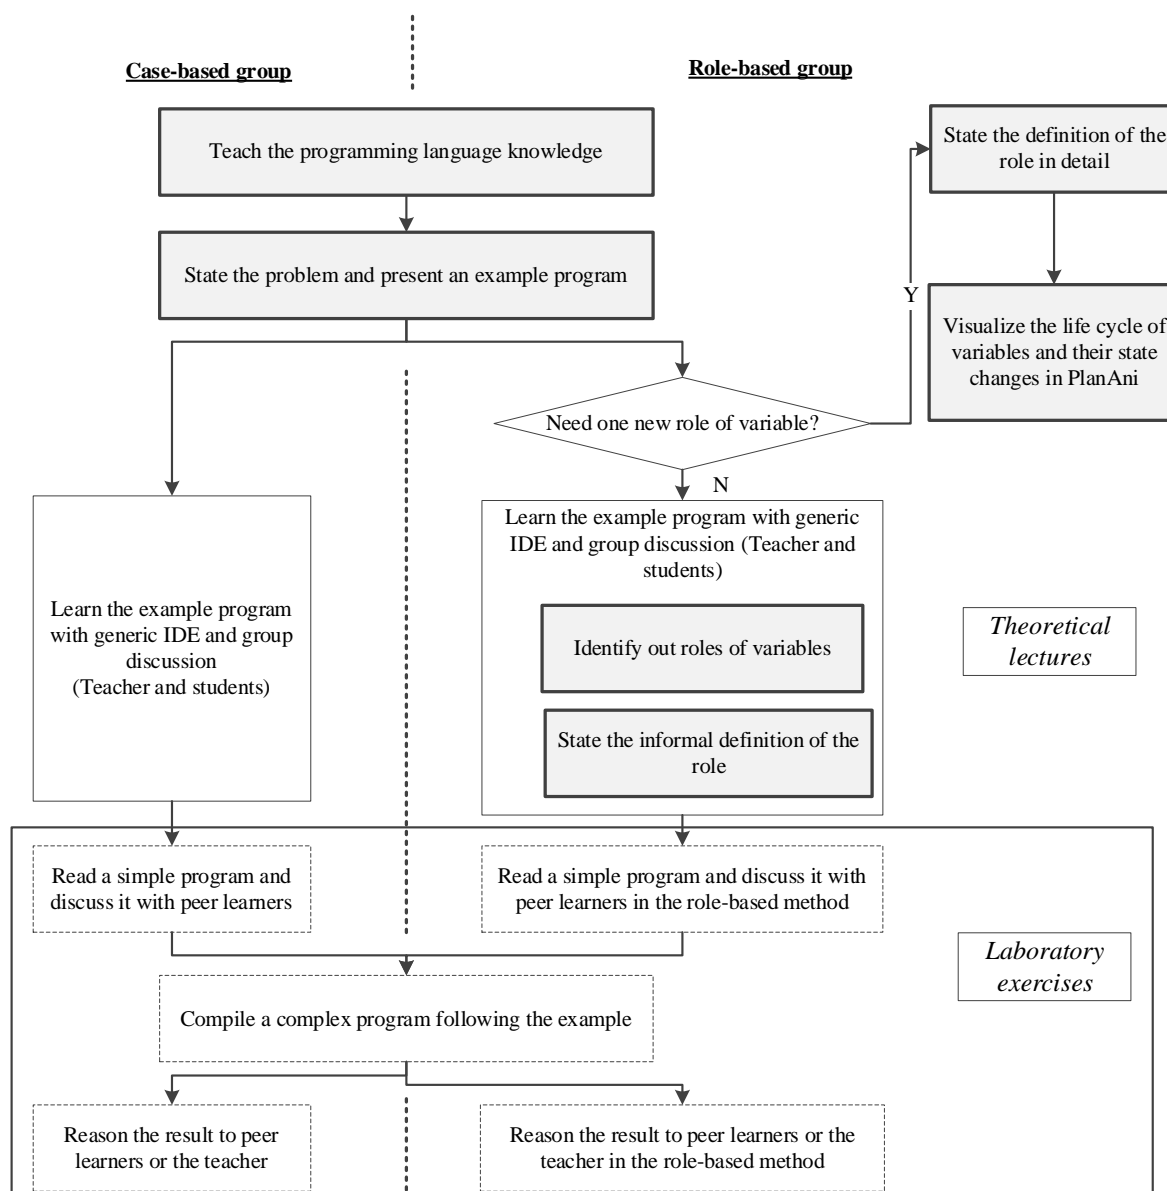 Case-based group
Role-based group
Teach the programming language knowledge
State the definition of the
role in detail
State the problem and present an example program
Y
Visualize the life cycle of
variables and their state
changes in PlanAni
Need one new role of variable?
N
Learn the example program with generic
IDE and group discussion (Teacher and
students)
Learn the example program
with generic IDE and group
discussion
(Teacher and students)
Identify out roles of variables
Theoretical
lectures
State the informal definition of the
role
Read a simple program and
discuss it with peer learners
Read a simple program and discuss it with
peer learners in the role-based method
Laboratory
exercises
Compile a complex program following the example
Reason the result to peer
learners or the teacher
Reason the result to peer learners or the
teacher in the role-based method